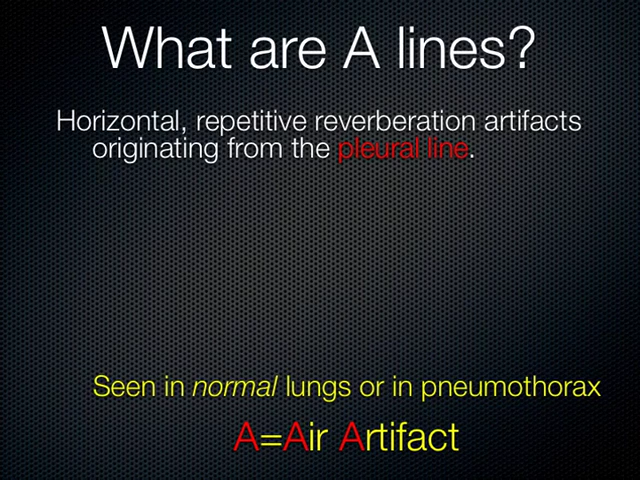 What are A lines?
Horizontal, repetitive reverberation artifacts
originating from the pleural line.
Seen in normal lungs or in pneumothorax
A=Air Artifact